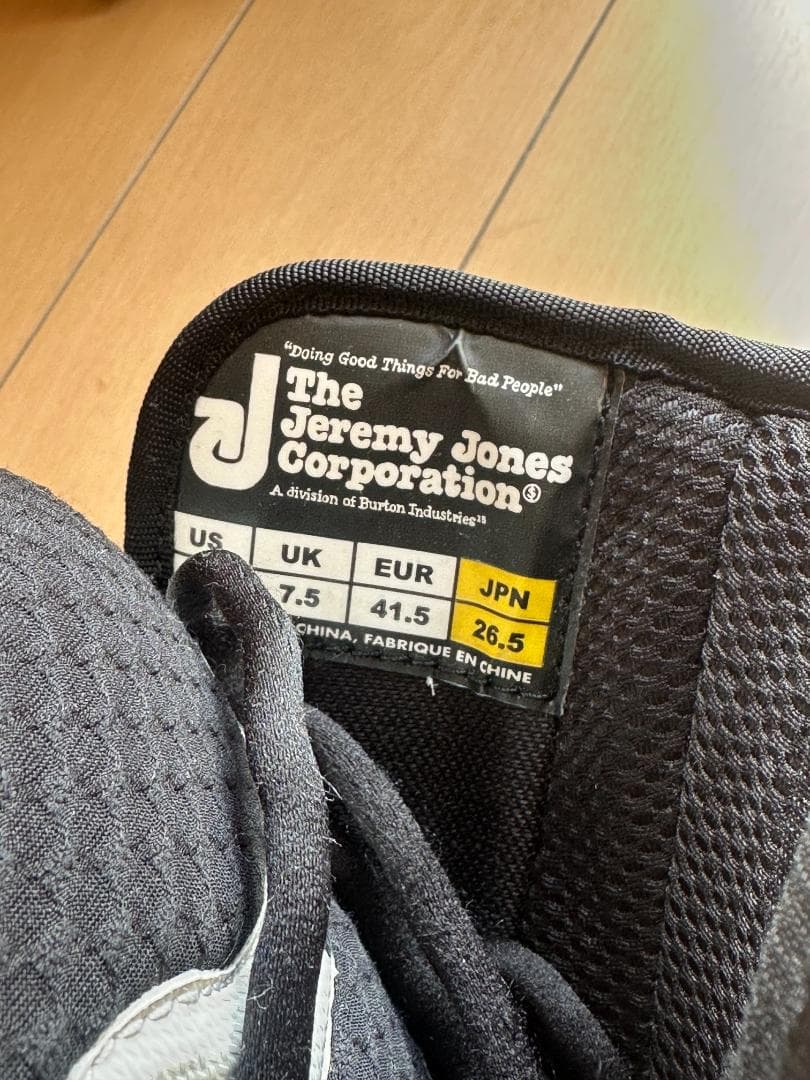 "Doing Good Things For Bad People"
The
Jeremy Jones
Corporation
A division of Burton Industries¹⁵
US UK EUR JPN
7.5 41.5 26.5
CHINA, FABRIQUE EN CHINE